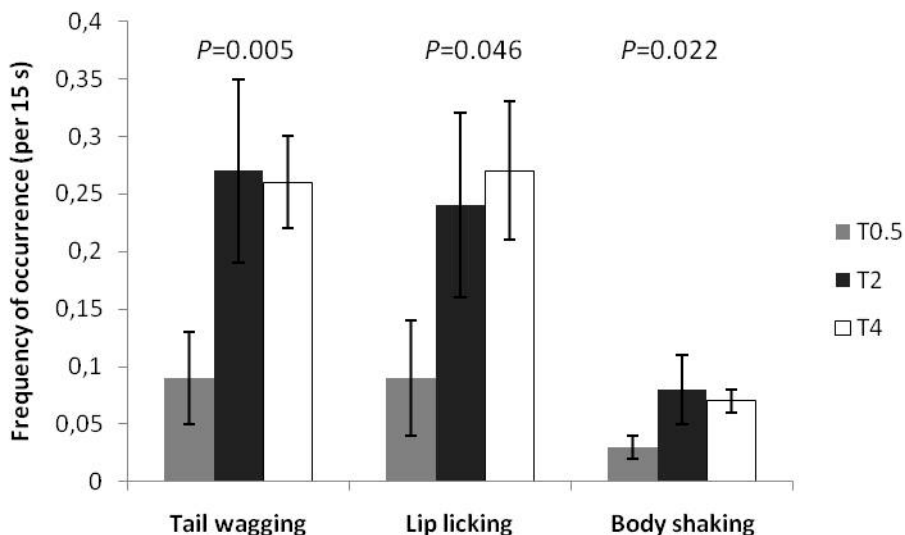 Frequency of occurrence (per 15 s)
0,4
0,35
0,3
0,25
0,2
0,15
0,1
0,05
0
P=0.005
P=0.046
P=0.022
Tail wagging
Lip licking
Body shaking
T0.5
T2
T4